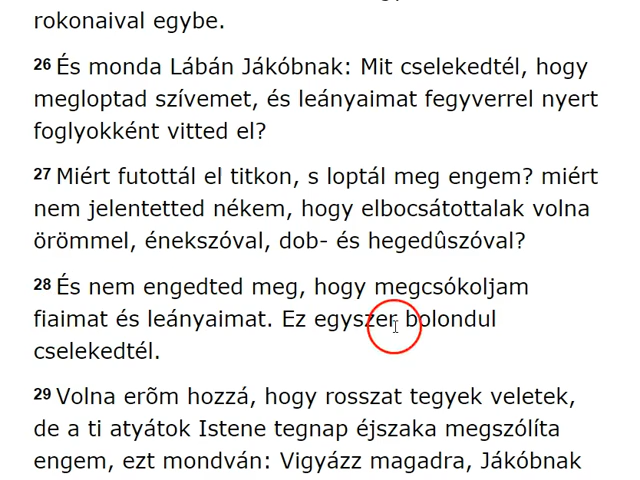 rokonaival egybe.
26 És monda Lábán Jákóbnak: Mit cselekedtél, hogy
megloptad szívemet, és leányaimat fegyverrel nyert
foglyokként vitted el?
27 Miért futottál el titkon, s loptál meg engem? miért
nem jelentetted nékem, hogy elbocsátottalak volna
örömmel, énekszóval, dob- és hegedûszóval?
28 És nem engedted meg, hogy megcsókoljam
fiaimat és leányaimat. Ez egyszer bolondul
cselekedtél.
29 Volna erõm hozzá, hogy rosszat tegyek veletek,
de a ti atyátok Istene tegnap éjszaka megszólíta
engem, ezt mondván: Vigyázz magadra, Jákóbnak